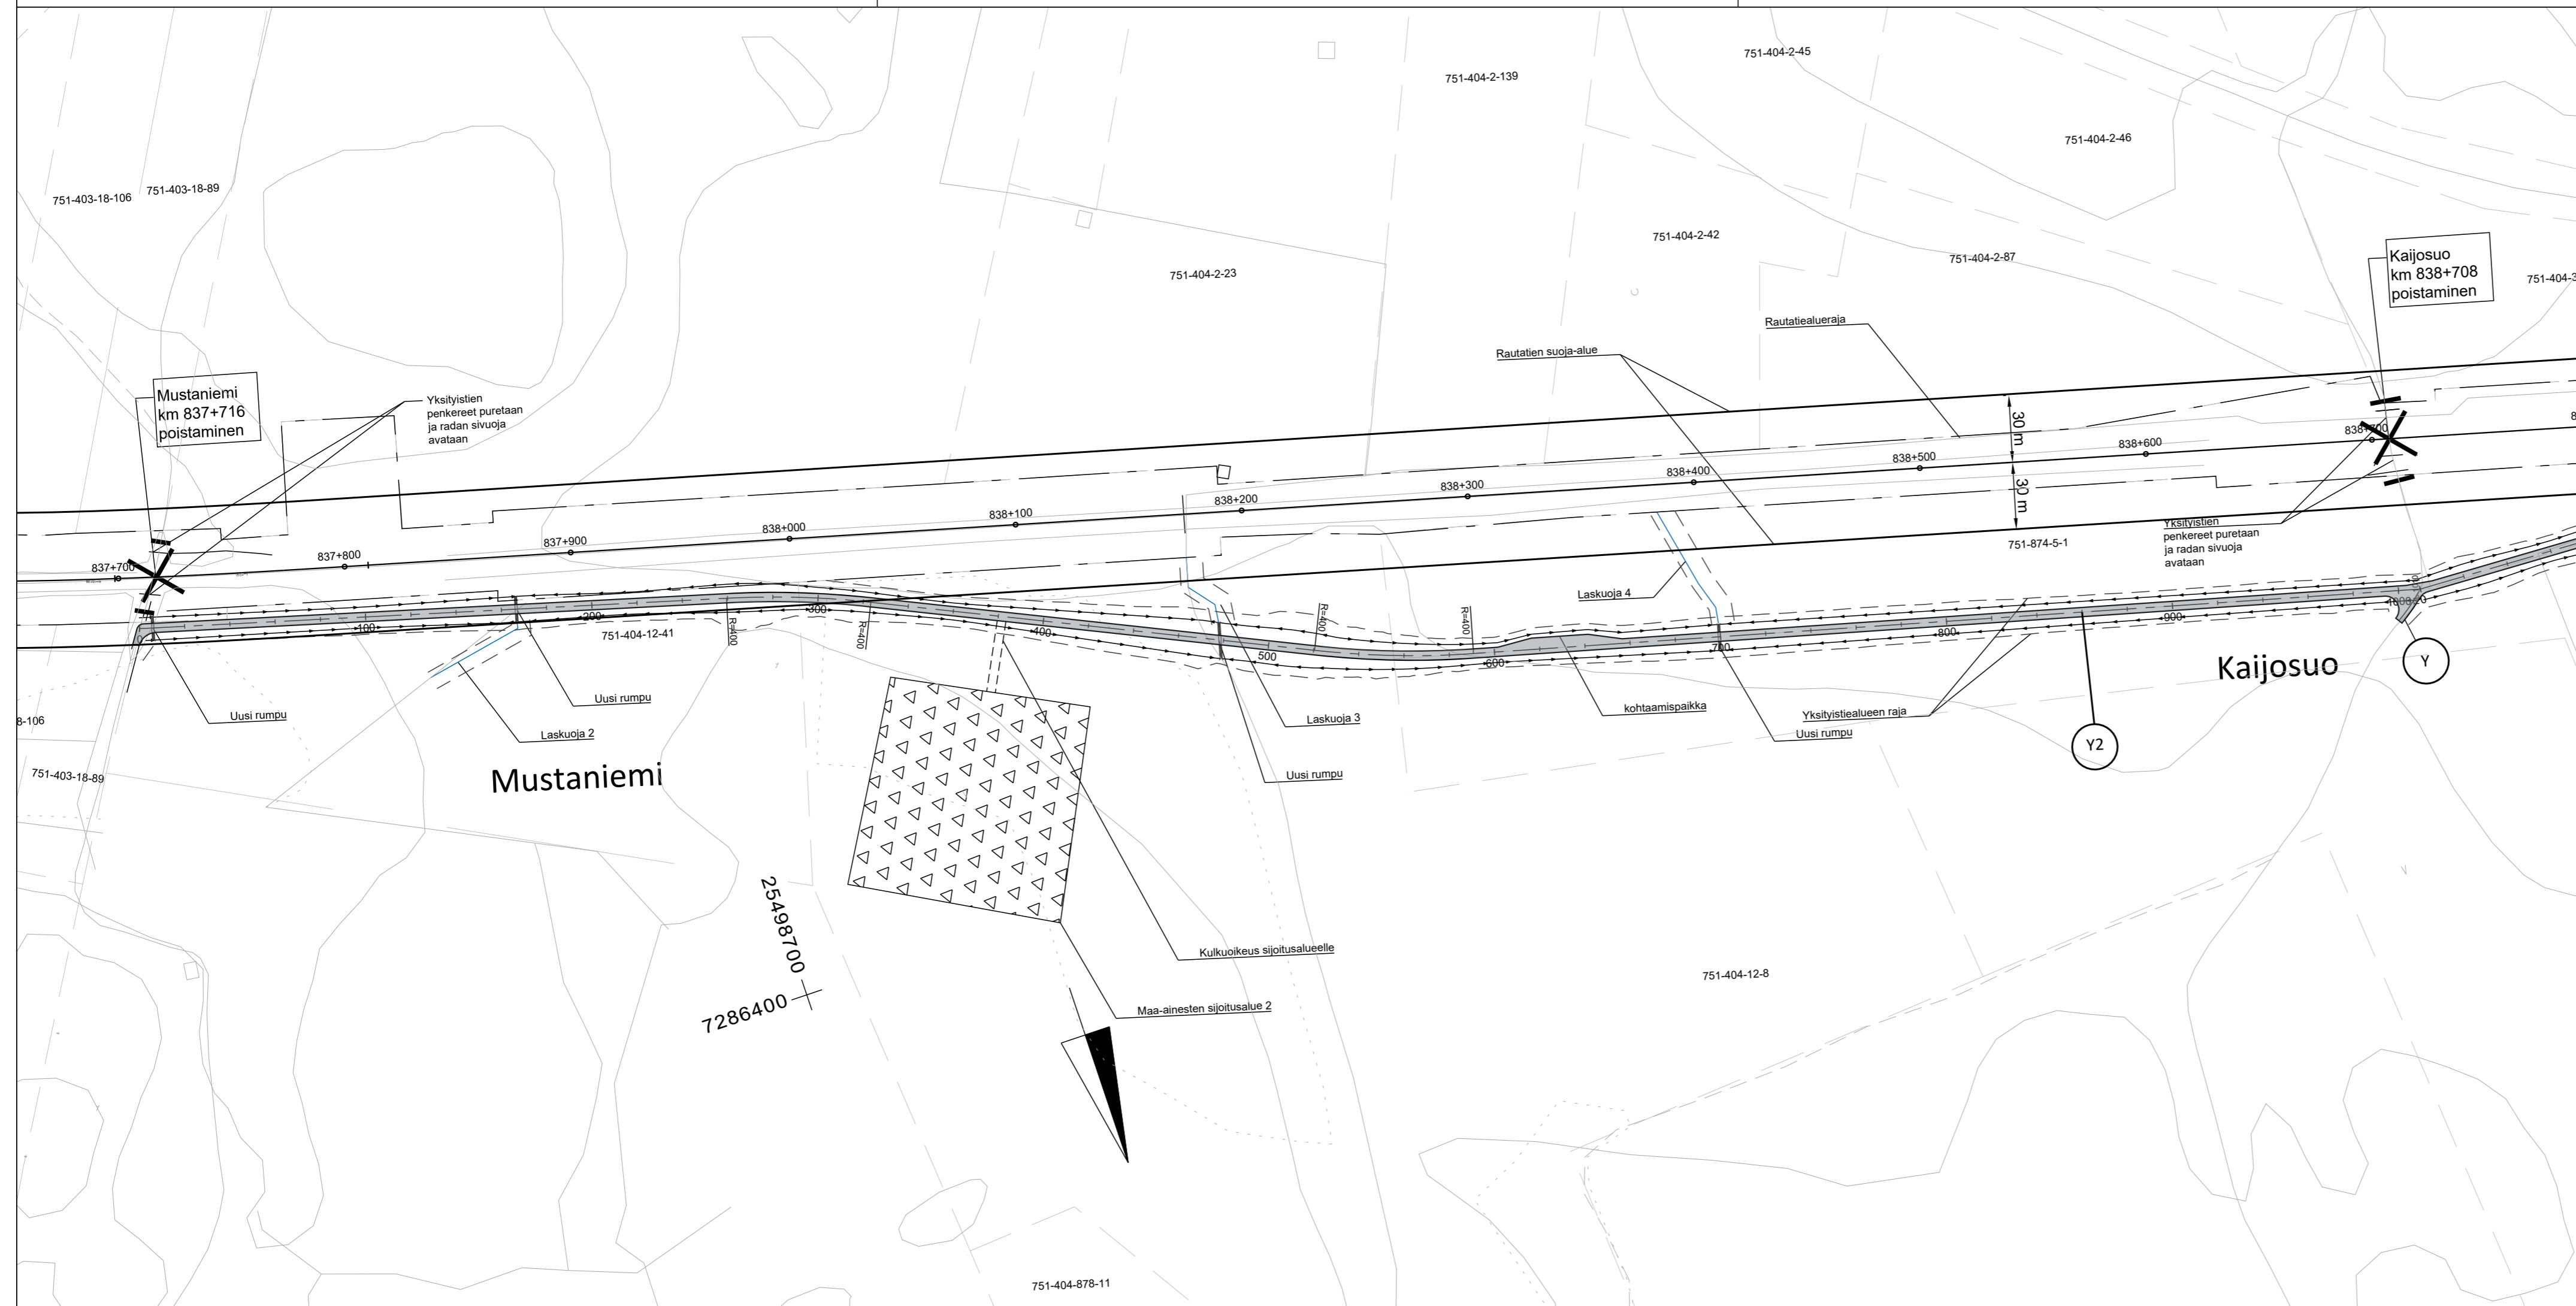 751-404-2-45
751-404-2-139
751-404-2-46
751-403-18-106
751-403-18-89
751-404-2-42
751-404-2-87
751-404-2-23
Kaijosuo
km 838+708
poistaminen
Rautatiealueraja
Rautatien suoja-alue
Mustaniemi
km 837+716
poistaminen
Yksityistien
penkereet puretaan
ja radan sivuoja
avataan
30 m
30 m
837+700
837+800
837+900
838+000
838+100
838+200
838+300
838+400
838+500
838+600
838+700
Yksityistien
penkereet puretaan
ja radan sivuoja
avataan
751-874-5-1
Laskuoja 4
100
200
300
400
500
600
700
800
900
R=400
R=400
R=400
R=400
751-404-12-41
Kaijosuo
Y
Y2
Uusi rumpu
Uusi rumpu
Laskuoja 2
Laskuoja 3
kohtaamispaikka
Yksityistiealueen raja
Uusi rumpu
Uusi rumpu
8-106
751-403-18-89
Mustaniemi
25498700
7286400
Kulkuoikeus sijoitusalueelle
Maa-ainesten sijoitusalue 2
751-404-12-8
751-404-878-11